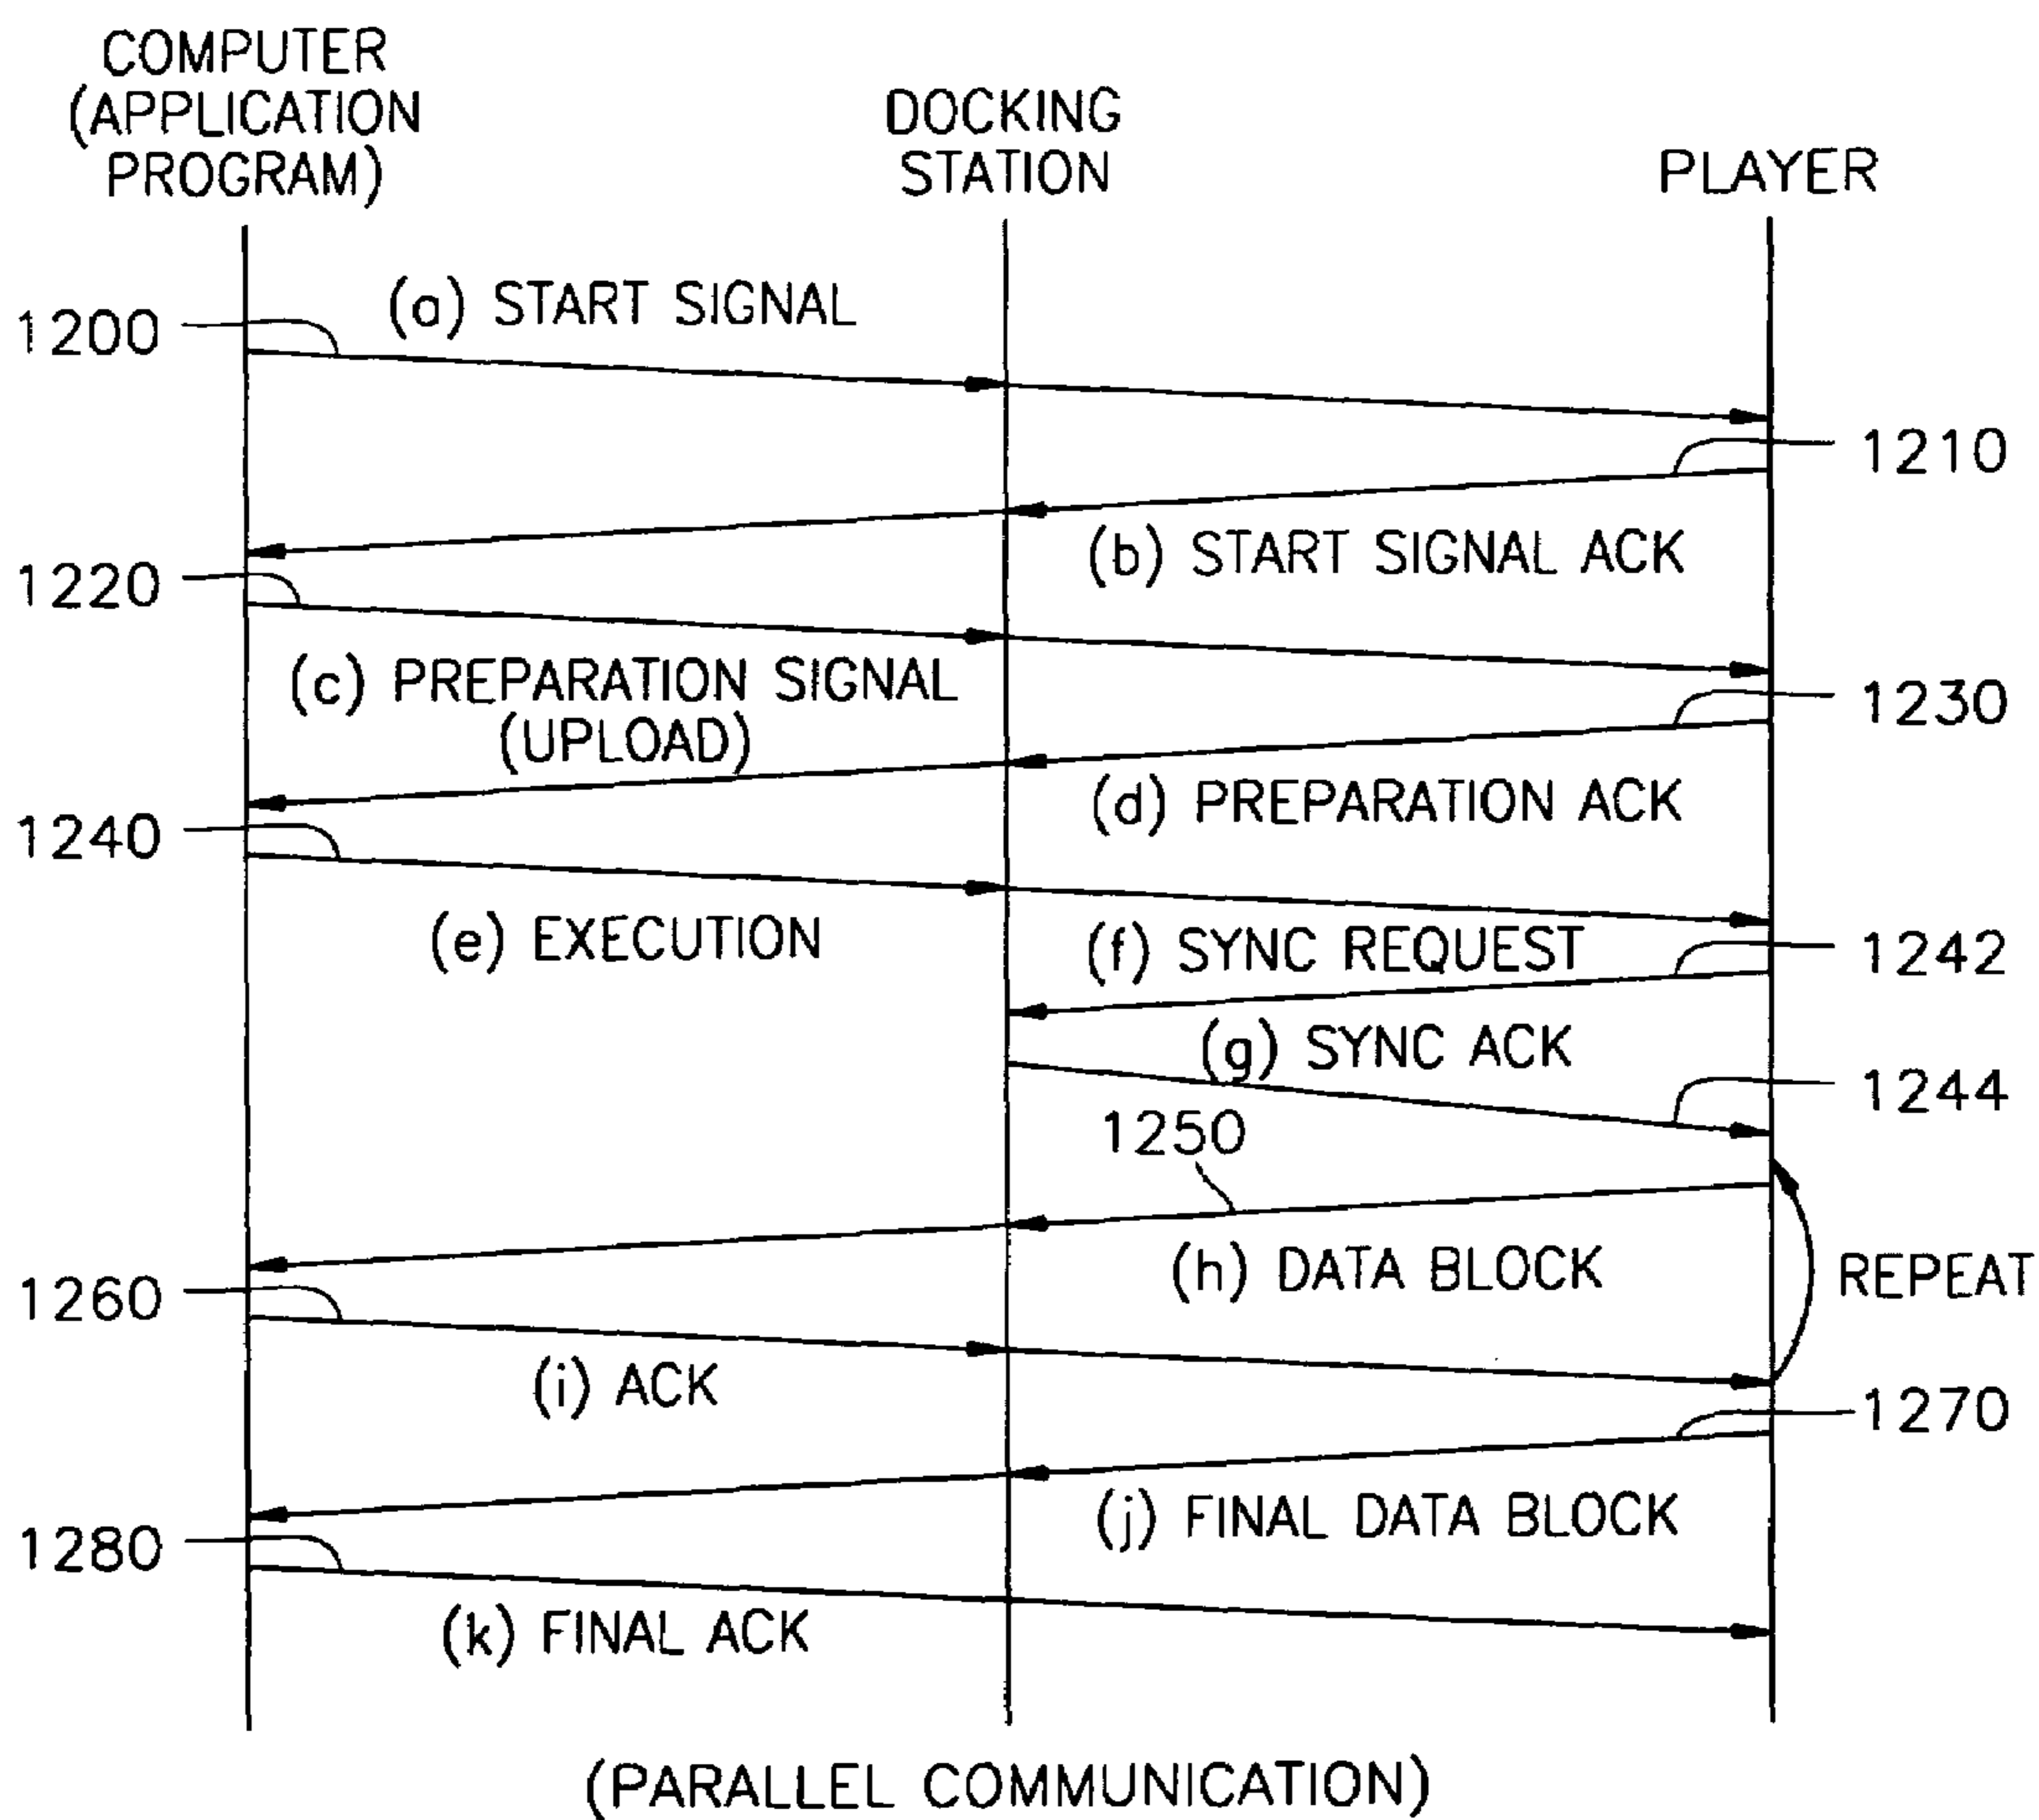 COMPUTER
(APPLICATION
PROGRAM)
DOCKING
STATION
PLAYER
1200
(a) START SIGNAL
1210
(b) START SIGNAL ACK
1220
(c) PREPARATION SIGNAL
(UPLOAD)
1230
(d) PREPARATION ACK
1240
(e) EXECUTION
(f) SYNC REQUEST
1242
(g) SYNC ACK
1244
1250
(h) DATA BLOCK
REPEAT
1260
(i) ACK
1270
(j) FINAL DATA BLOCK
1280
(k) FINAL ACK
(PARALLEL COMMUNICATION)